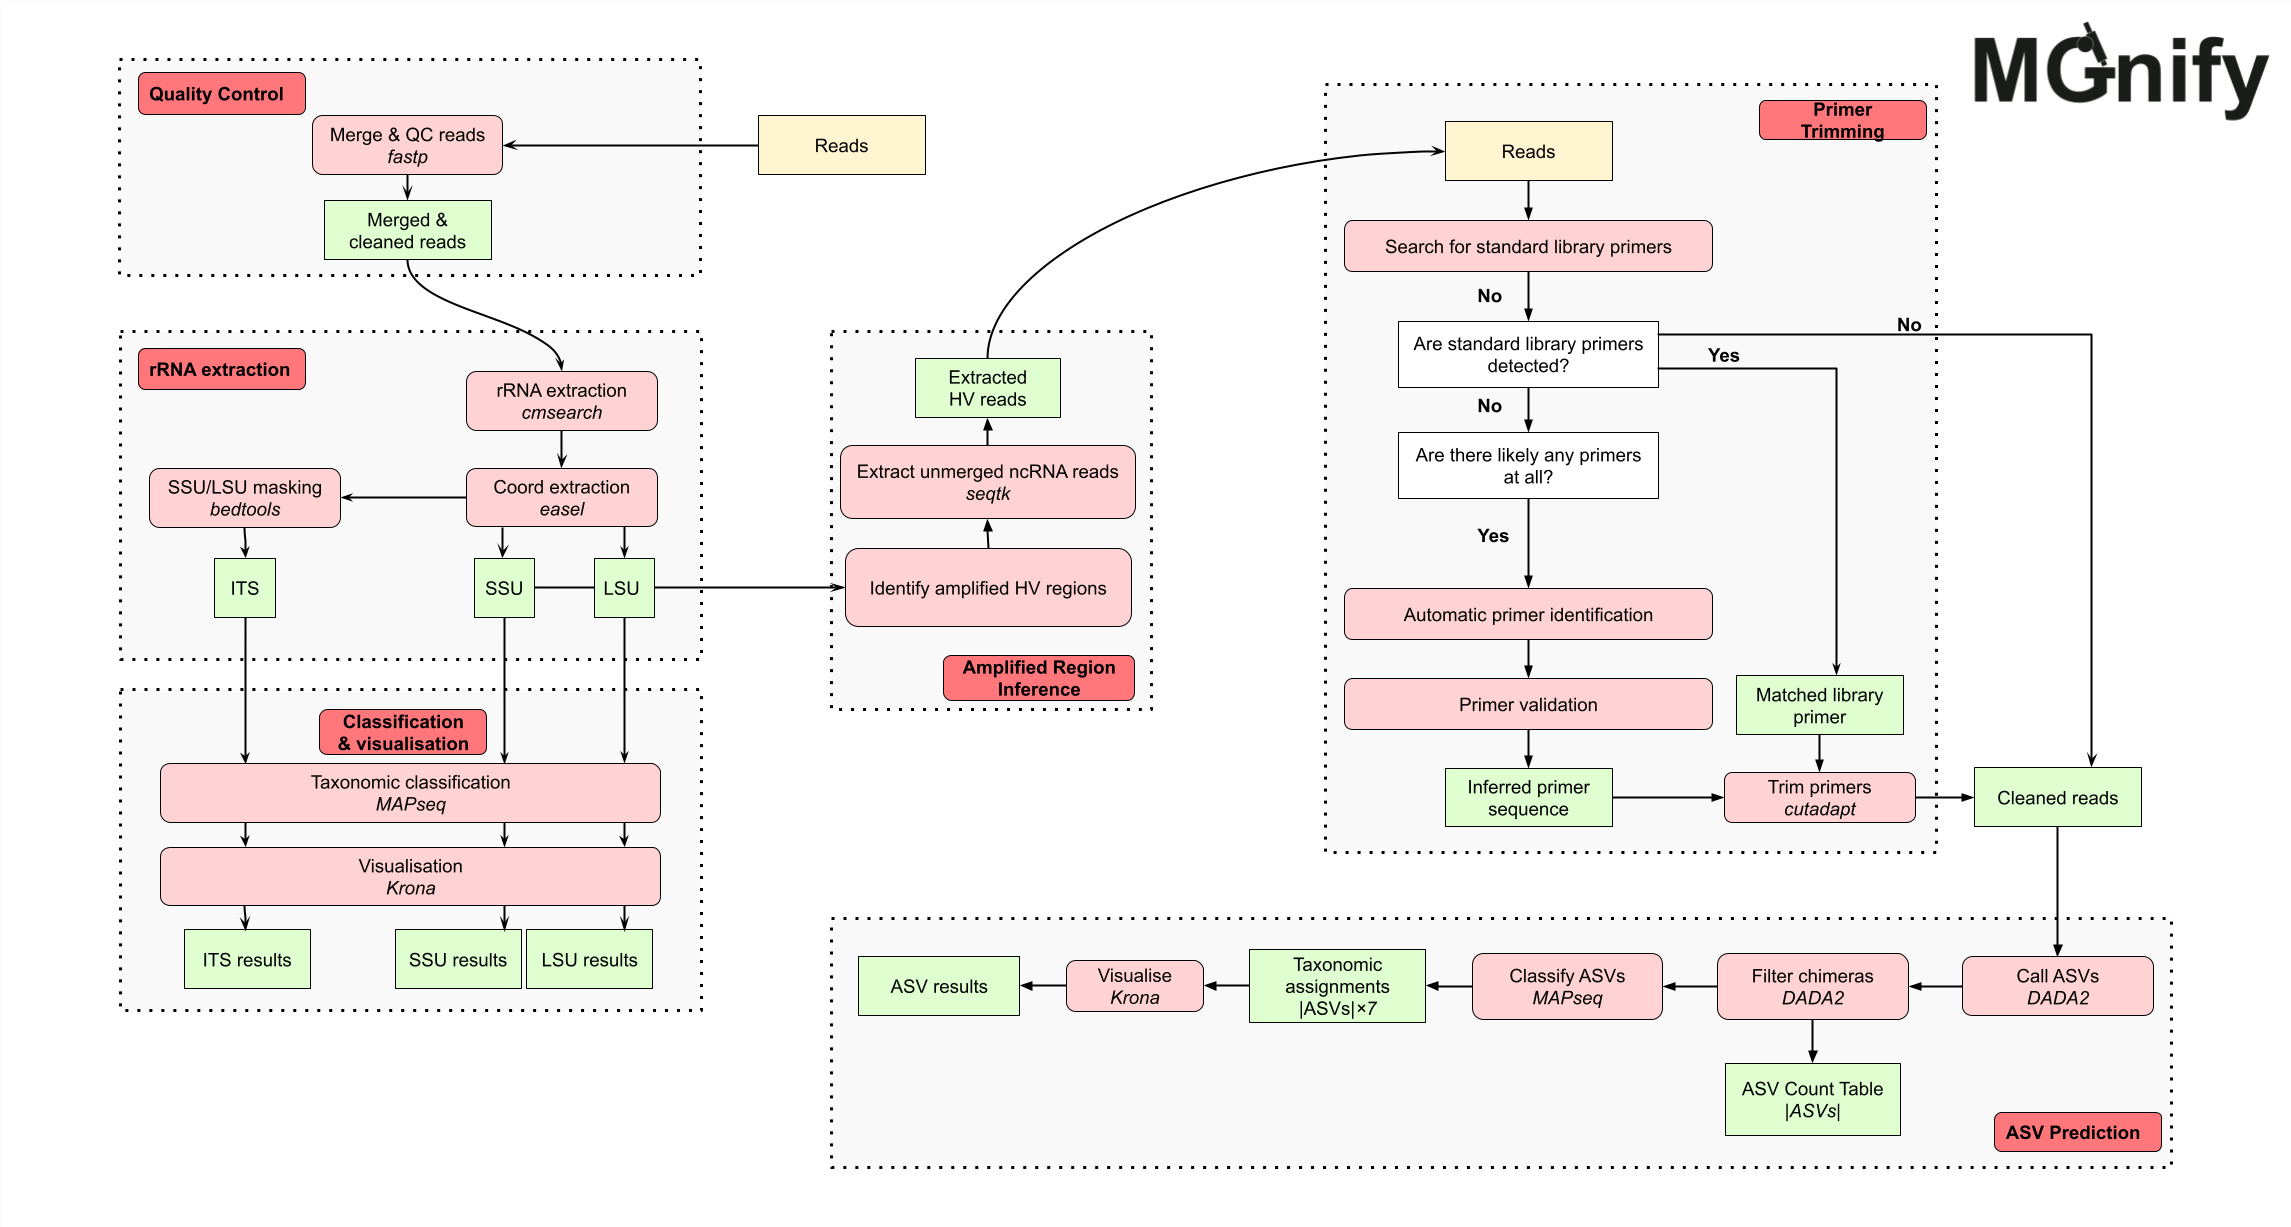 MGnify
Quality Control
Merge & QC reads
fastp
Reads
Merged &
cleaned reads
rRNA extraction
rRNA extraction
cmsearch
SSU/LSU masking
bedtools
Coord extraction
easel
ITS
SSU
LSU
Classification
& visualisation
Taxonomic classification
MAPseq
Visualisation
Krona
ITS results
SSU results
LSU results
Extracted
HV reads
Extract unmerged ncRNA reads
seqtk
Identify amplified HV regions
Amplified Region
Inference
Primer
Trimming
Reads
Search for standard library primers
No
Are standard library primers
detected?
No
Yes
No
Are there likely any primers
at all?
Yes
Automatic primer identification
Primer validation
Matched library
primer
Inferred primer
sequence
Trim primers
cutadapt
Cleaned reads
ASV results
Visualise
Krona
Taxonomic
assignments
|ASVs|×7
Classify ASVs
MAPseq
Filter chimeras
DADA2
Call ASVs
DADA2
ASV Count Table
|ASVs|
ASV Prediction